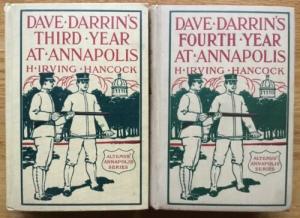 DAVE DARRIN'S
THIRD · YEAR
AT · ANNAPOLIS
H · IRVING · HANCOCK
ALTEMUS'
ANNAPOLIS
SERIES
DAVE DARRIN'S
FOURTH · YEAR
AT · ANNAPOLIS
H · IRVING · HANCOCK
ALTEMUS'
ANNAPOLIS
SERIES